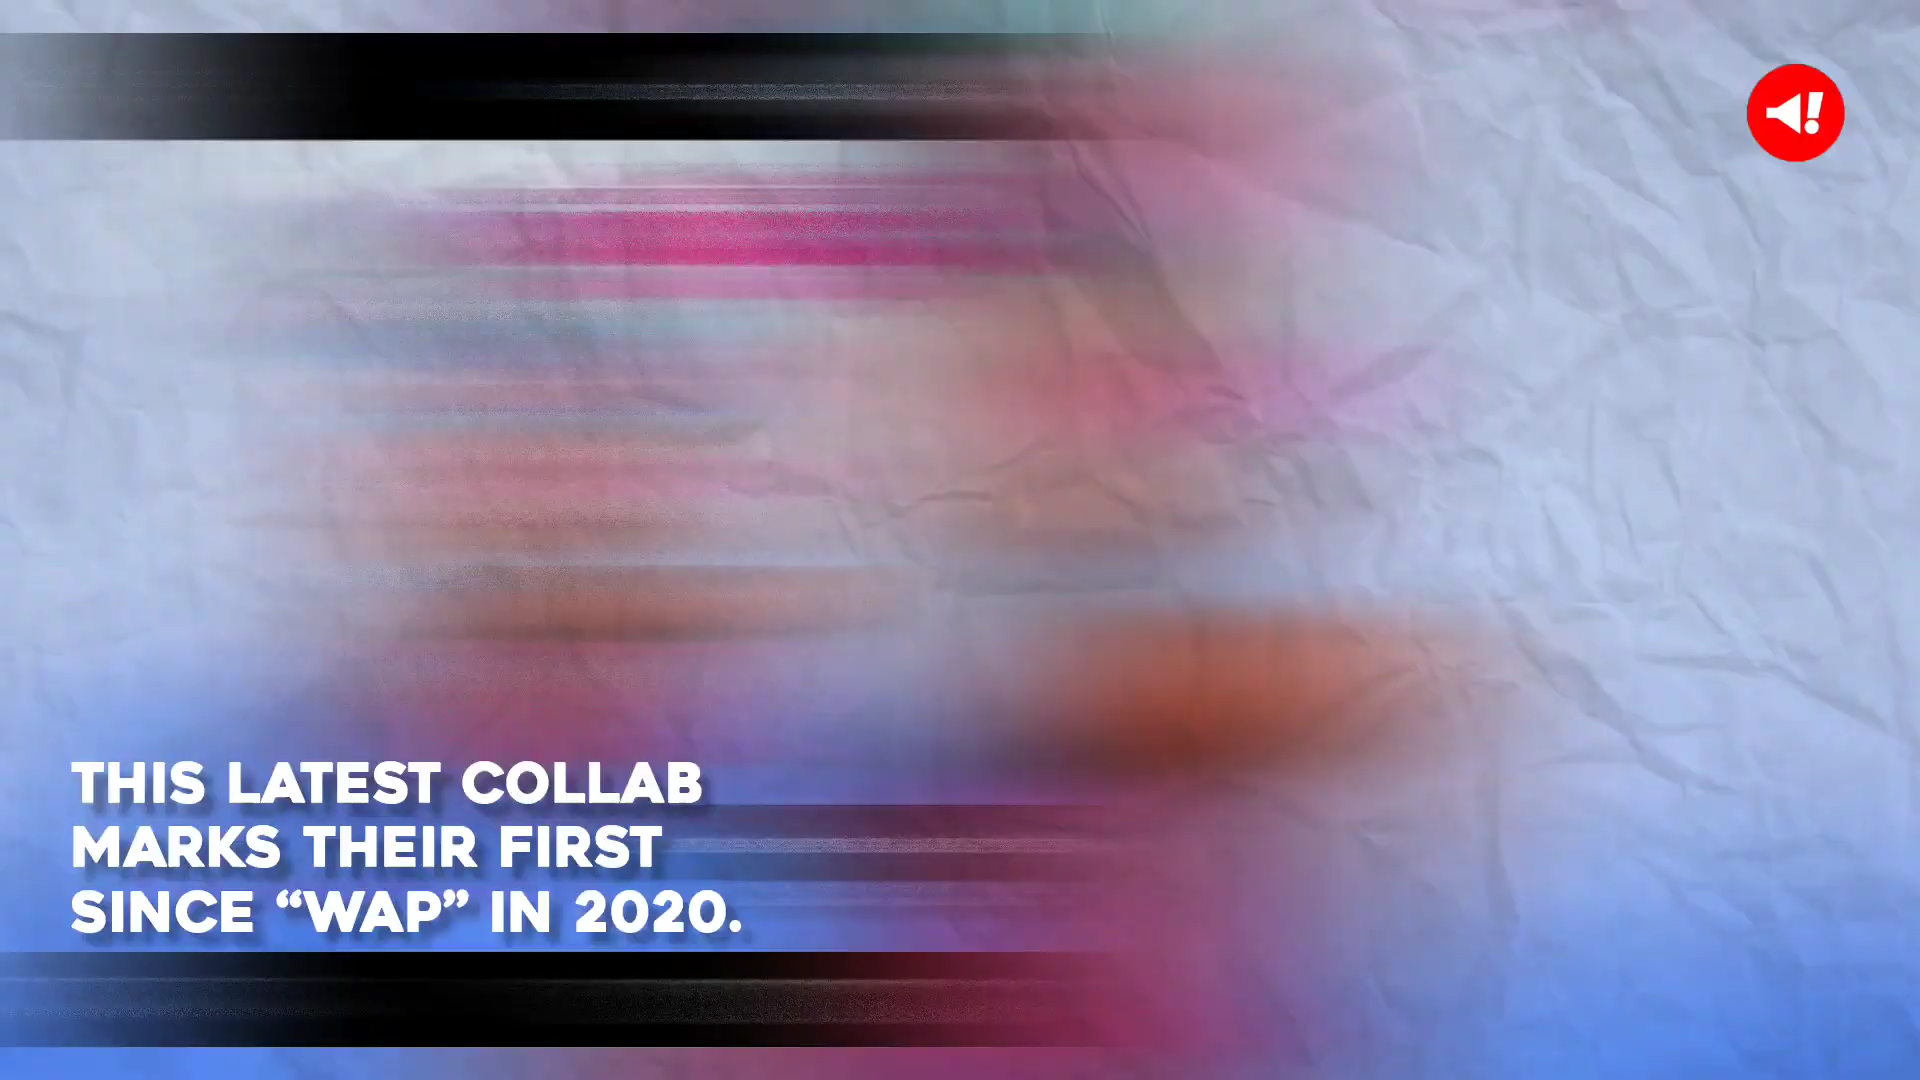 THIS LATEST COLLAB
MARKS THEIR FIRST
SINCE “WAP” IN 2020.